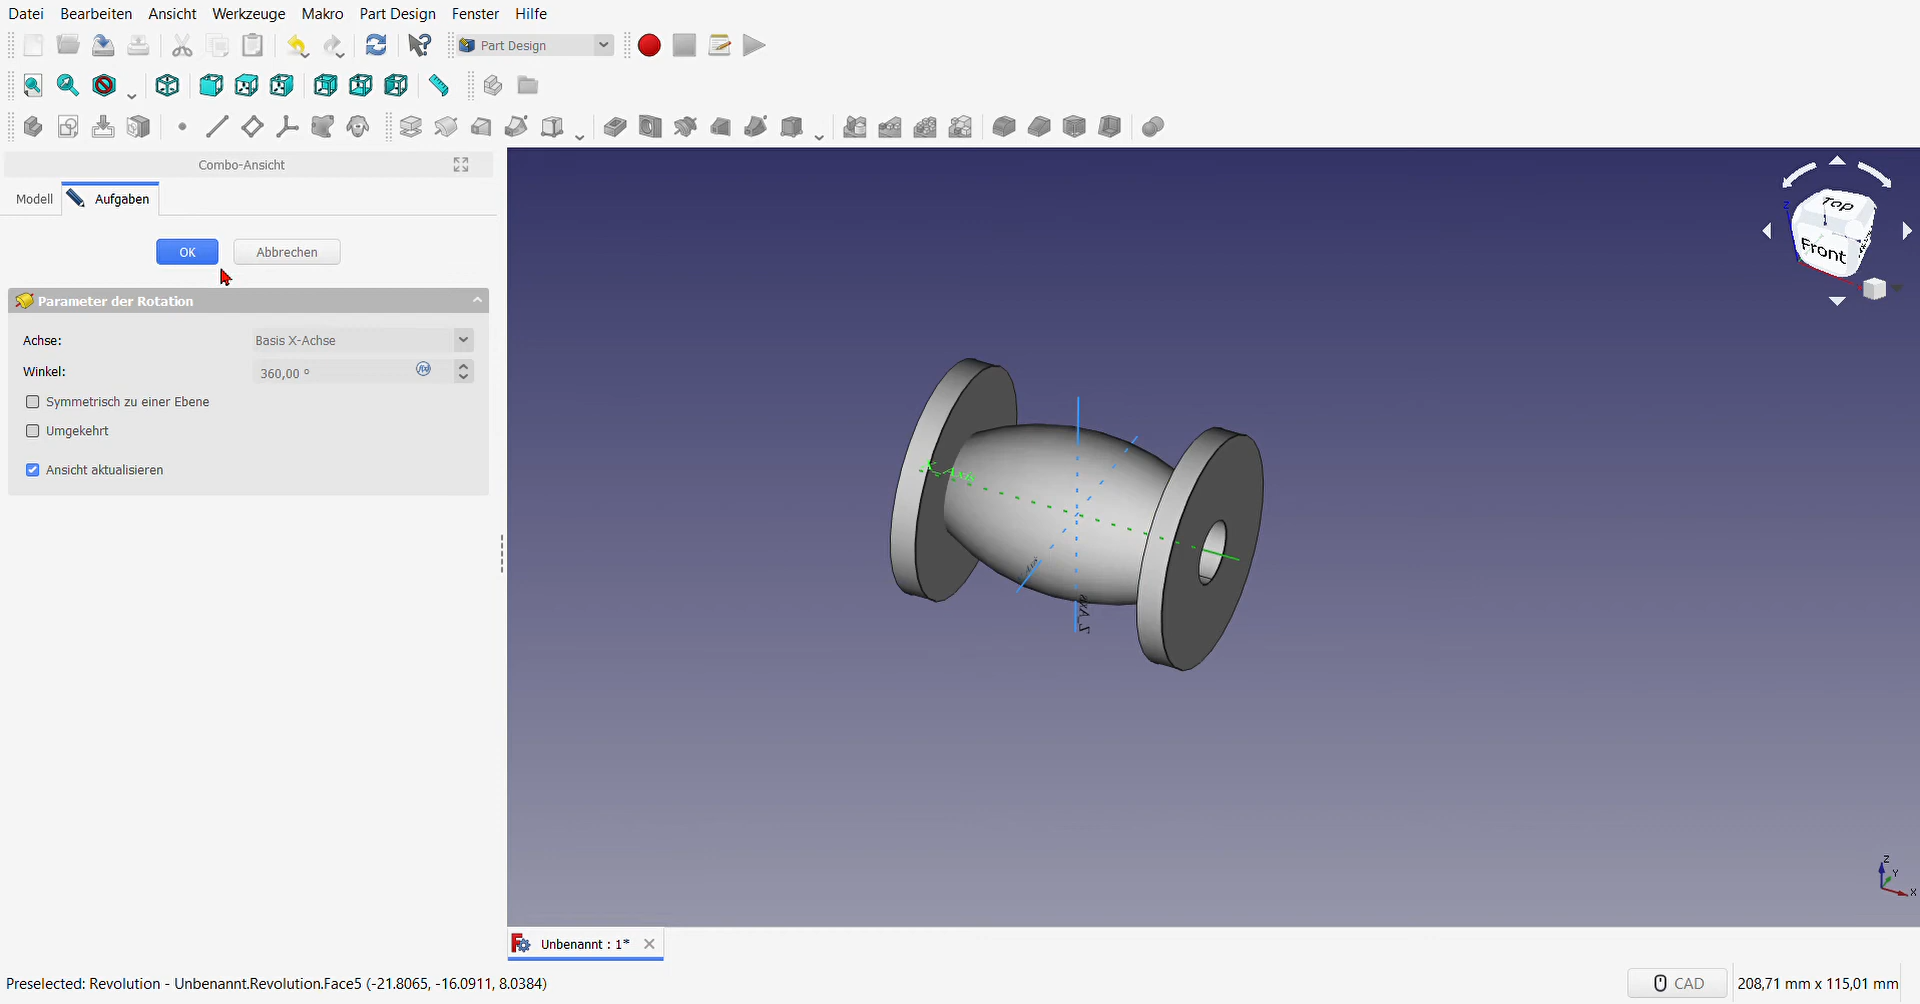 Datei Bearbeiten Ansicht Werkzeuge Makro Part Design Fenster Hilfe
Part Design
Combo-Ansicht
Modell Aufgaben
OK Abbrechen
Parameter der Rotation
Achse: Basis X-Achse
Winkel: 360,00 °
Symmetrisch zu einer Ebene
Umgekehrt
Ansicht aktualisieren
Top
Front
Z
X_Axis
Z
Y
X
Unbenannt : 1*
Preselected: Revolution - Unbenannt.Revolution.Face5 (-21.8065, -16.0911, 8.0384)
CAD 208,71 mm x 115,01 mm